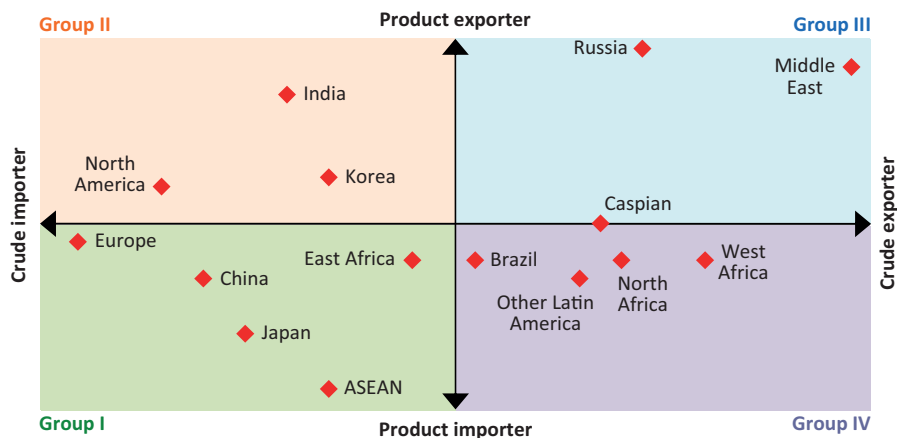 Group II
Product exporter
Group III
Russia
Middle
East
India
North
America
Korea
Caspian
Crude importer
Crude exporter
Europe
East Africa
Brazil
West
Africa
China
Other Latin
America
North
Africa
Japan
ASEAN
Group I
Product importer
Group IV